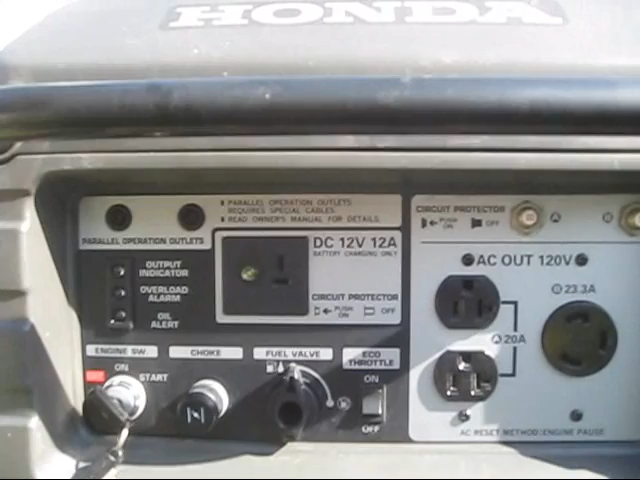 HONDA
PARALLEL OPERATION OUTLETS
REQUIRES SPECIAL CABLES.
READ OWNER'S MANUAL FOR DETAILS.
PARALLEL OPERATION OUTLETS
OUTPUT
INDICATOR
OVERLOAD
ALARM
OIL
ALERT
DC 12V 12A
BATTERY CHARGING ONLY
CIRCUIT PROTECTOR
PUSH
ON
OFF
CIRCUIT PROTECTOR
PUSH
ON
OFF
AC OUT 120V
23.3A
20A
AC RESET METHOD:ENGINE PAUSE
ENGINE SW.
ON
START
CHOKE
FUEL VALVE
ECO
THROTTLE
ON
OFF